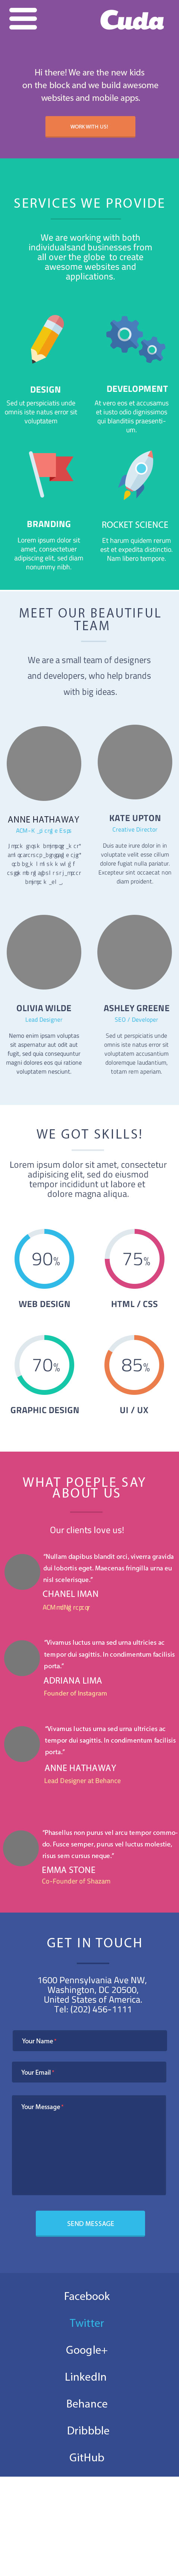 Cuda
Hi there! We are the new kids
on the block and we build awesome
websites and mobile apps.
WORK WITH US!
SERVICES WE PROVIDE
We are working with both
individualsand businesses from
all over the globe to create
awesome websites and
applications.
DESIGN
Sed ut perspiciatis unde
omnis iste natus error sit
voluptatem
DEVELOPMENT
At vero eos et accusamus
et iusto odio dignissimos
qui blanditiis praesenti-
um.
BRANDING
Lorem ipsum dolor sit
amet, consectetuer
adipiscing elit, sed diam
nonummy nibh.
ROCKET SCIENCE
Et harum quidem rerum
est et expedita distinctio.
Nam libero tempore.
MEET OUR BEAUTIFUL
TEAM
We are a small team of designers
and developers, who help brands
with big ideas.
ANNE HATHAWAY
KATE UPTON
Creative Director
Duis aute irure dolor in in
voluptate velit esse cillum
dolore fugiat nulla pariatur.
Excepteur sint occaecat non
diam proident.
OLIVIA WILDE
Lead Designer
Nemo enim ipsam voluptas
sit aspernatur aut odit aut
fugit, sed quia consequuntur
magni dolores eos qui ratione
voluptatem nesciunt.
ASHLEY GREENE
SEO / Developer
Sed ut perspiciatis unde
omnis iste natus error sit
voluptatem accusantium
doloremque laudantium,
totam rem aperiam.
WE GOT SKILLS!
Lorem ipsum dolor sit amet, consectetur
adipisicing elit, sed do eiusmod
tempor incididunt ut labore et
dolore magna aliqua.
90%
WEB DESIGN
75%
HTML / CSS
70%
GRAPHIC DESIGN
85%
UI / UX
WHAT POEPLE SAY
ABOUT US
Our clients love us!
“Nullam dapibus blandit orci, viverra gravida
dui lobortis eget. Maecenas fringilla urna eu
nisl scelerisque.”
CHANEL IMAN
“Vivamus luctus urna sed urna ultricies ac
tempor dui sagittis. In condimentum facilisis
porta.”
ADRIANA LIMA
Founder of Instagram
“Vivamus luctus urna sed urna ultricies ac
tempor dui sagittis. In condimentum facilisis
porta.”
ANNE HATHAWAY
Lead Designer at Behance
“Phasellus non purus vel arcu tempor commo-
do. Fusce semper, purus vel luctus molestie,
risus sem cursus neque.”
EMMA STONE
Co-Founder of Shazam
GET IN TOUCH
1600 Pennsylvania Ave NW,
Washington, DC 20500,
United States of America.
Tel: (202) 456-1111
Your Name *
Your Email *
Your Message *
SEND MESSAGE
Facebook
Twitter
Google+
LinkedIn
Behance
Dribbble
GitHub